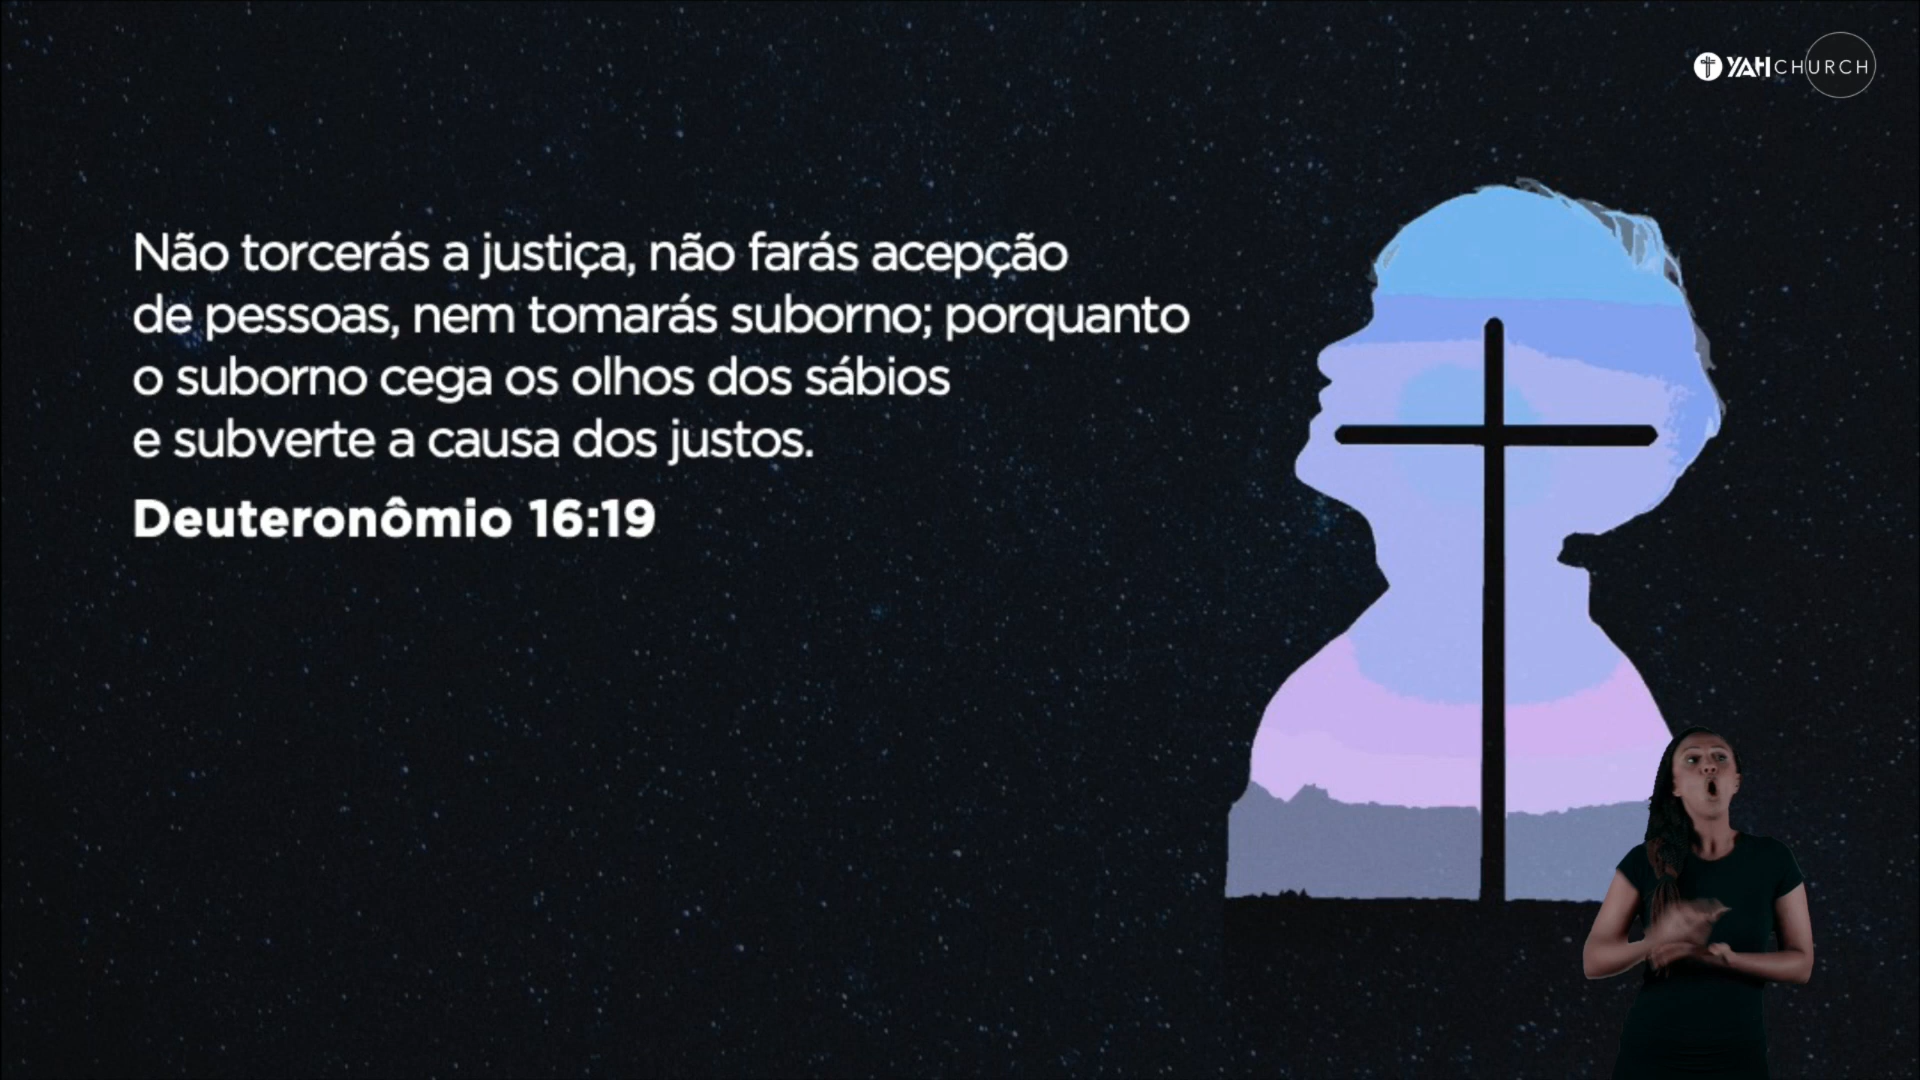 YAHCHURCH
Não torcerás a justiça, não farás acepção
de pessoas, nem tomarás suborno; porquanto
o suborno cega os olhos dos sábios
e subverte a causa dos justos.
Deuteronômio 16:19